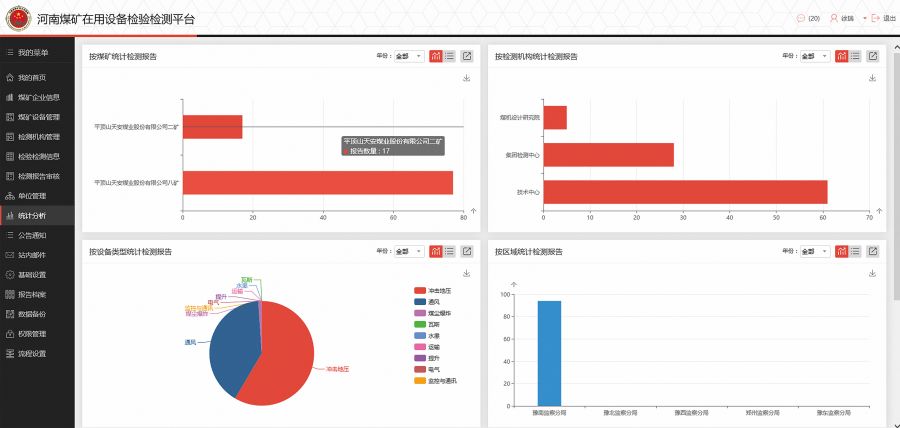 河南煤矿在用设备检验检测平台
(20)
徐瑞
退出
我的菜单
我的首页
煤矿企业信息
煤矿设备管理
检测机构管理
检验检测信息
检测报告审核
单位管理
统计分析
公告通知
站内邮件
基础设置
报告档案
数据备份
权限管理
流程设置
按煤矿统计检测报告
年份： 全部
平顶山天安煤业股份有限公司二矿
平顶山天安煤业股份有限公司八矿
平顶山天安煤业股份有限公司二矿
报告数量 : 17
0 20 40 60 80 个
按检测机构统计检测报告
年份： 全部
煤机设计研究院
集团检测中心
技术中心
0 10 20 30 40 50 60 70 个
按设备类型统计检测报告
年份： 全部
瓦斯
水害
运输
提升
电气
监控与通讯
煤尘爆炸
通风
冲击地压
冲击地压
通风
煤尘爆炸
瓦斯
水害
运输
提升
电气
监控与通讯
按区域统计检测报告
年份： 全部
个
100
80
60
40
20
0
豫南监察分局 豫北监察分局 豫西监察分局 郑州监察分局 豫东监察分局